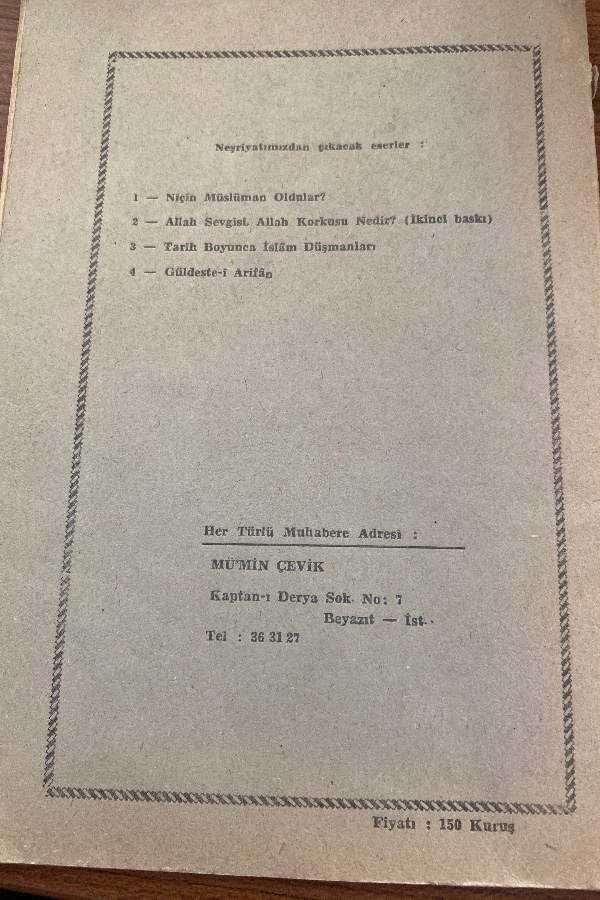 Neşriyatımızdan çıkacak eserler :
1 — Niçin Müslüman Oldular?
2 — Allah Sevgisi, Allah Korkusu Nedir? (İkinci baskı)
3 — Tarih Boyunca İslâm Düşmanları
4 — Güldeste-i Arifân
Her Türlü Muhabere Adresi :
MÜ'MİN ÇEVİK
Kaptan-ı Derya Sok. No: 7
Beyazıt — İst.
Tel : 36 31 27
Fiyatı : 150 Kuruş